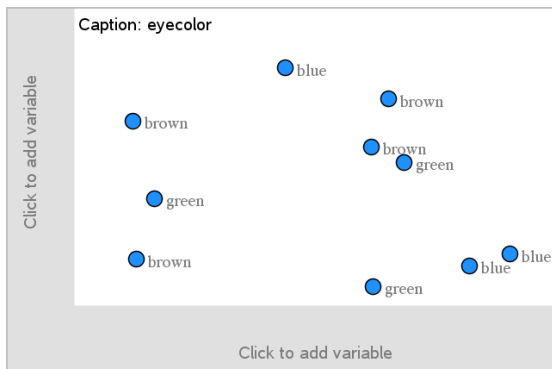 Caption: eyecolor
blue
brown
brown
brown
green
green
brown
blue
blue
green
Click to add variable
Click to add variable